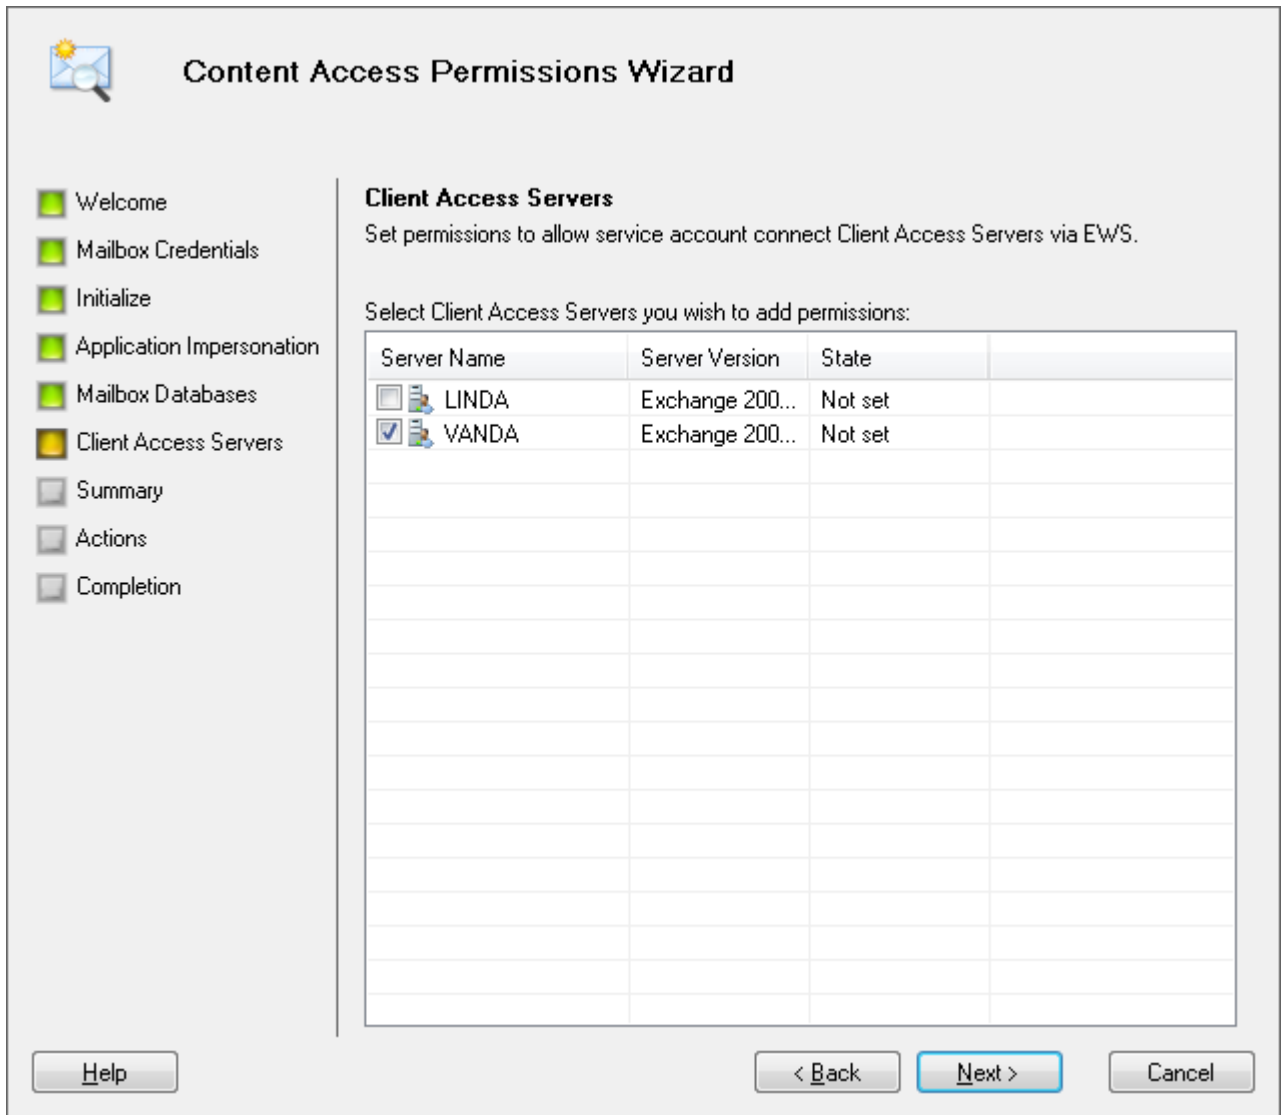 Content Access Permissions Wizard
Welcome
Mailbox Credentials
Initialize
Application Impersonation
Mailbox Databases
Client Access Servers
Summary
Actions
Completion
Client Access Servers
Set permissions to allow service account connect Client Access Servers via EWS.
Select Client Access Servers you wish to add permissions:
Server Name Server Version State
LINDA Exchange 200... Not set
VANDA Exchange 200... Not set
Help < Back Next > Cancel